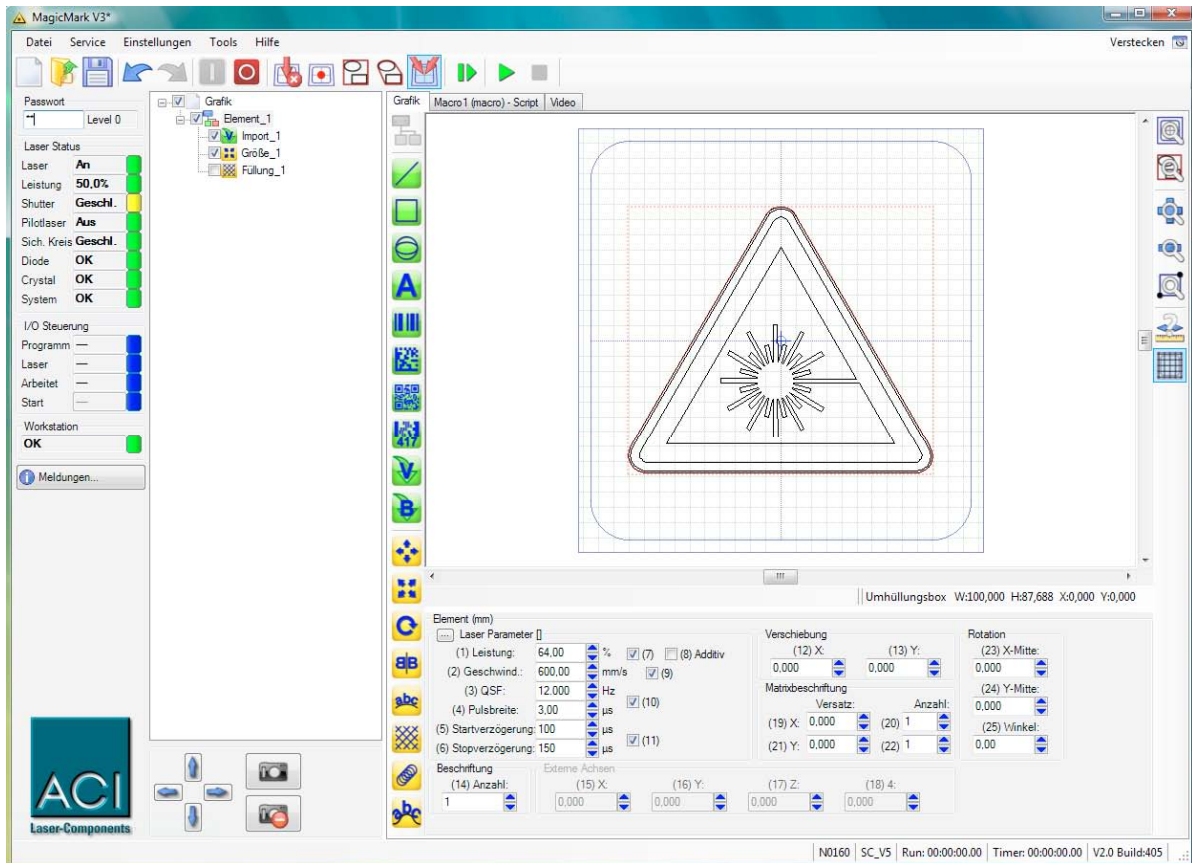 MagicMark V3*
Datei Service Einstellungen Tools Hilfe
Verstecken
Passwort
Level 0
Laser Status
Laser An
Leistung 50,0%
Shutter Geschl.
Pilotlaser Aus
Sich. Kreis Geschl.
Diode OK
Crystal OK
System OK
I/O Steuerung
Programm —
Laser —
Arbeitet —
Start —
Workstation
OK
Meldungen...
Grafik
Element_1
Import_1
Größe_1
Füllung_1
Grafik Macro1 (macro) - Script Video
A
417
V
B
B|B
abc
abc
Umhüllungsbox W:100,000 H:87,688 X:0,000 Y:0,000
Element (mm)
... Laser Parameter []
(1) Leistung: 64,00 % (7) (8) Additiv
(2) Geschwind.: 600,00 mm/s (9)
(3) QSF: 12.000 Hz
(10)
(4) Pulsbreite: 3,00 µs
(5) Startverzögerung: 100 µs
(11)
(6) Stopverzögerung: 150 µs
Verschiebung
(12) X: (13) Y:
0,000 0,000
Matrixbeschriftung
Versatz: Anzahl:
(19) X: 0,000 (20) 1
(21) Y: 0,000 (22) 1
Rotation
(23) X-Mitte:
0,000
(24) Y-Mitte:
0,000
(25) Winkel:
0,00
Beschriftung
(14) Anzahl:
1
Externe Achsen
(15) X: (16) Y: (17) Z: (18) 4:
0,000 0,000 0,000 0,000
ACI
Laser-Components
N0160 SC_V5 Run: 00:00:00.00 Timer: 00:00:00.00 V2.0 Build:405